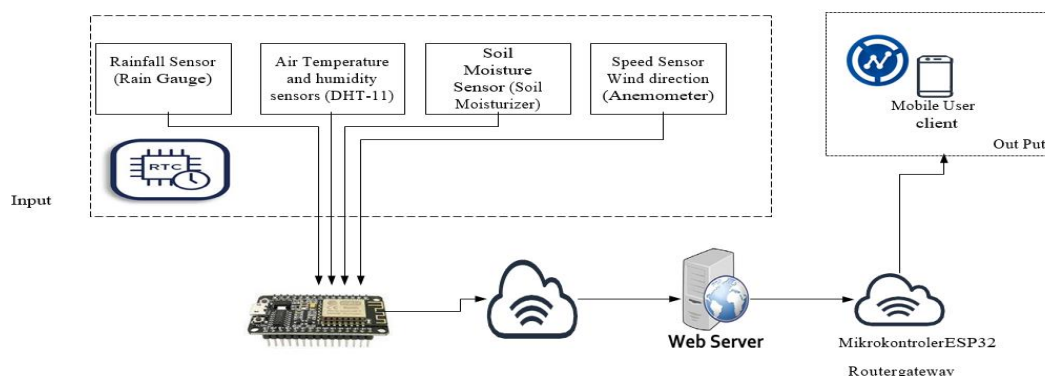 Rainfall Sensor
(Rain Gauge)
Air Temperature
and humidity
sensors (DHT-11)
Soil
Moisture
Sensor (Soil
Moisturizer)
Speed Sensor
Wind direction
(Anemometer)
RTC
Input
Mobile User
client
Out Put
Web Server
MikrokontrolerESP32
Routergateway